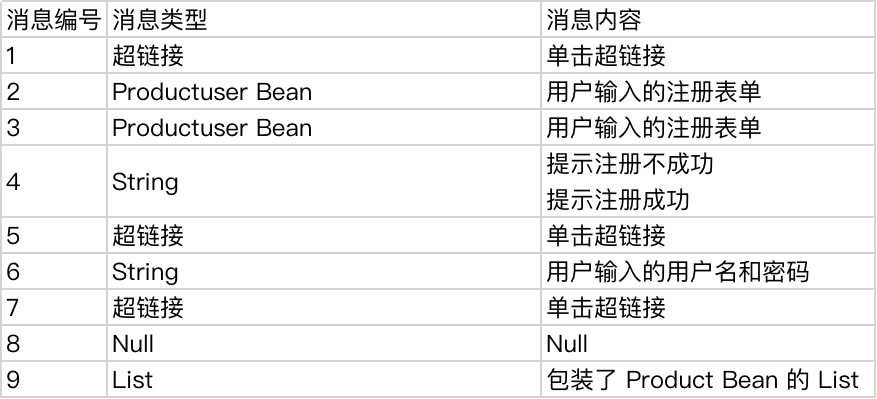 消息编号 消息类型 消息内容
1 超链接 单击超链接
2 Productuser Bean 用户输入的注册表单
3 Productuser Bean 用户输入的注册表单
4 String 提示注册不成功
提示注册成功
5 超链接 单击超链接
6 String 用户输入的用户名和密码
7 超链接 单击超链接
8 Null Null
9 List 包装了 Product Bean 的 List